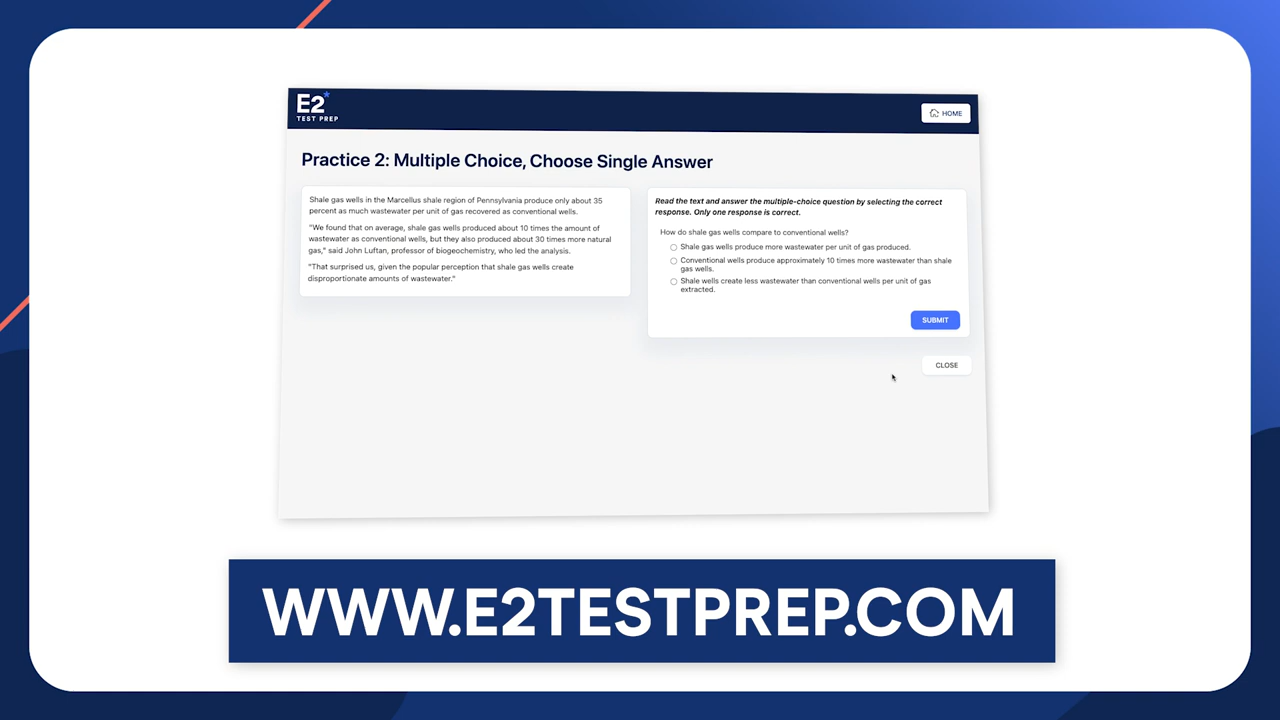 E2
TEST PREP
HOME
Practice 2: Multiple Choice, Choose Single Answer
Shale gas wells in the Marcellus shale region of Pennsylvania produce only about 35
percent as much wastewater per unit of gas recovered as conventional wells.
"We found that on average, shale gas wells produced about 10 times the amount of
wastewater as conventional wells, but they also produced about 30 times more natural
gas," said John Luftan, professor of biogeochemistry, who led the analysis.
"That surprised us, given the popular perception that shale gas wells create
disproportionate amounts of wastewater."
Read the text and answer the multiple-choice question by selecting the correct
response. Only one response is correct.
How do shale gas wells compare to conventional wells?
Shale gas wells produce more wastewater per unit of gas produced.
Conventional wells produce approximately 10 times more wastewater than shale
gas wells.
Shale wells create less wastewater than conventional wells per unit of gas
extracted.
SUBMIT
CLOSE
WWW.E2TESTPREP.COM